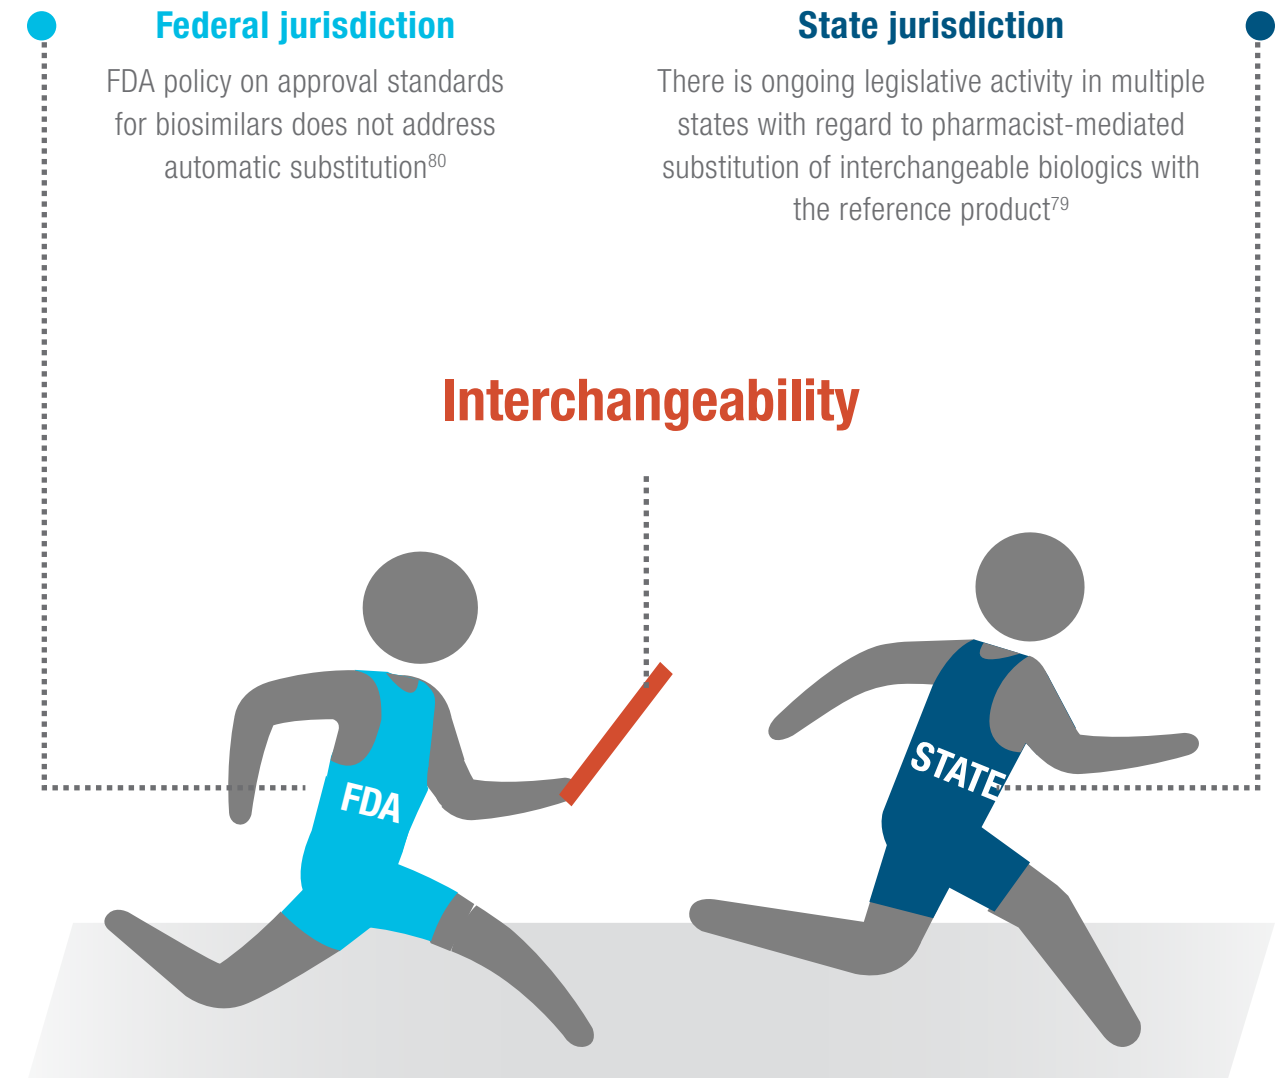 Federal jurisdiction
FDA policy on approval standards
for biosimilars does not address
automatic substitution80
State jurisdiction
There is ongoing legislative activity in multiple
states with regard to pharmacist-mediated
substitution of interchangeable biologics with
the reference product79
Interchangeability
FDA
STATE